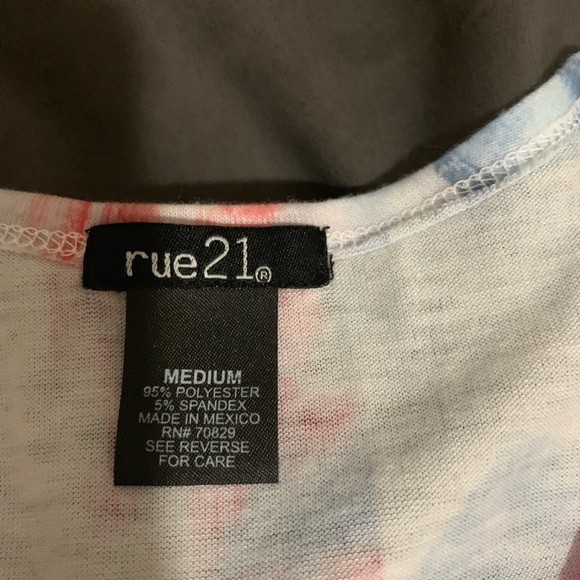 rue21®
MEDIUM
95% POLYESTER
5% SPANDEX
MADE IN MEXICO
RN# 70829
SEE REVERSE
FOR CARE